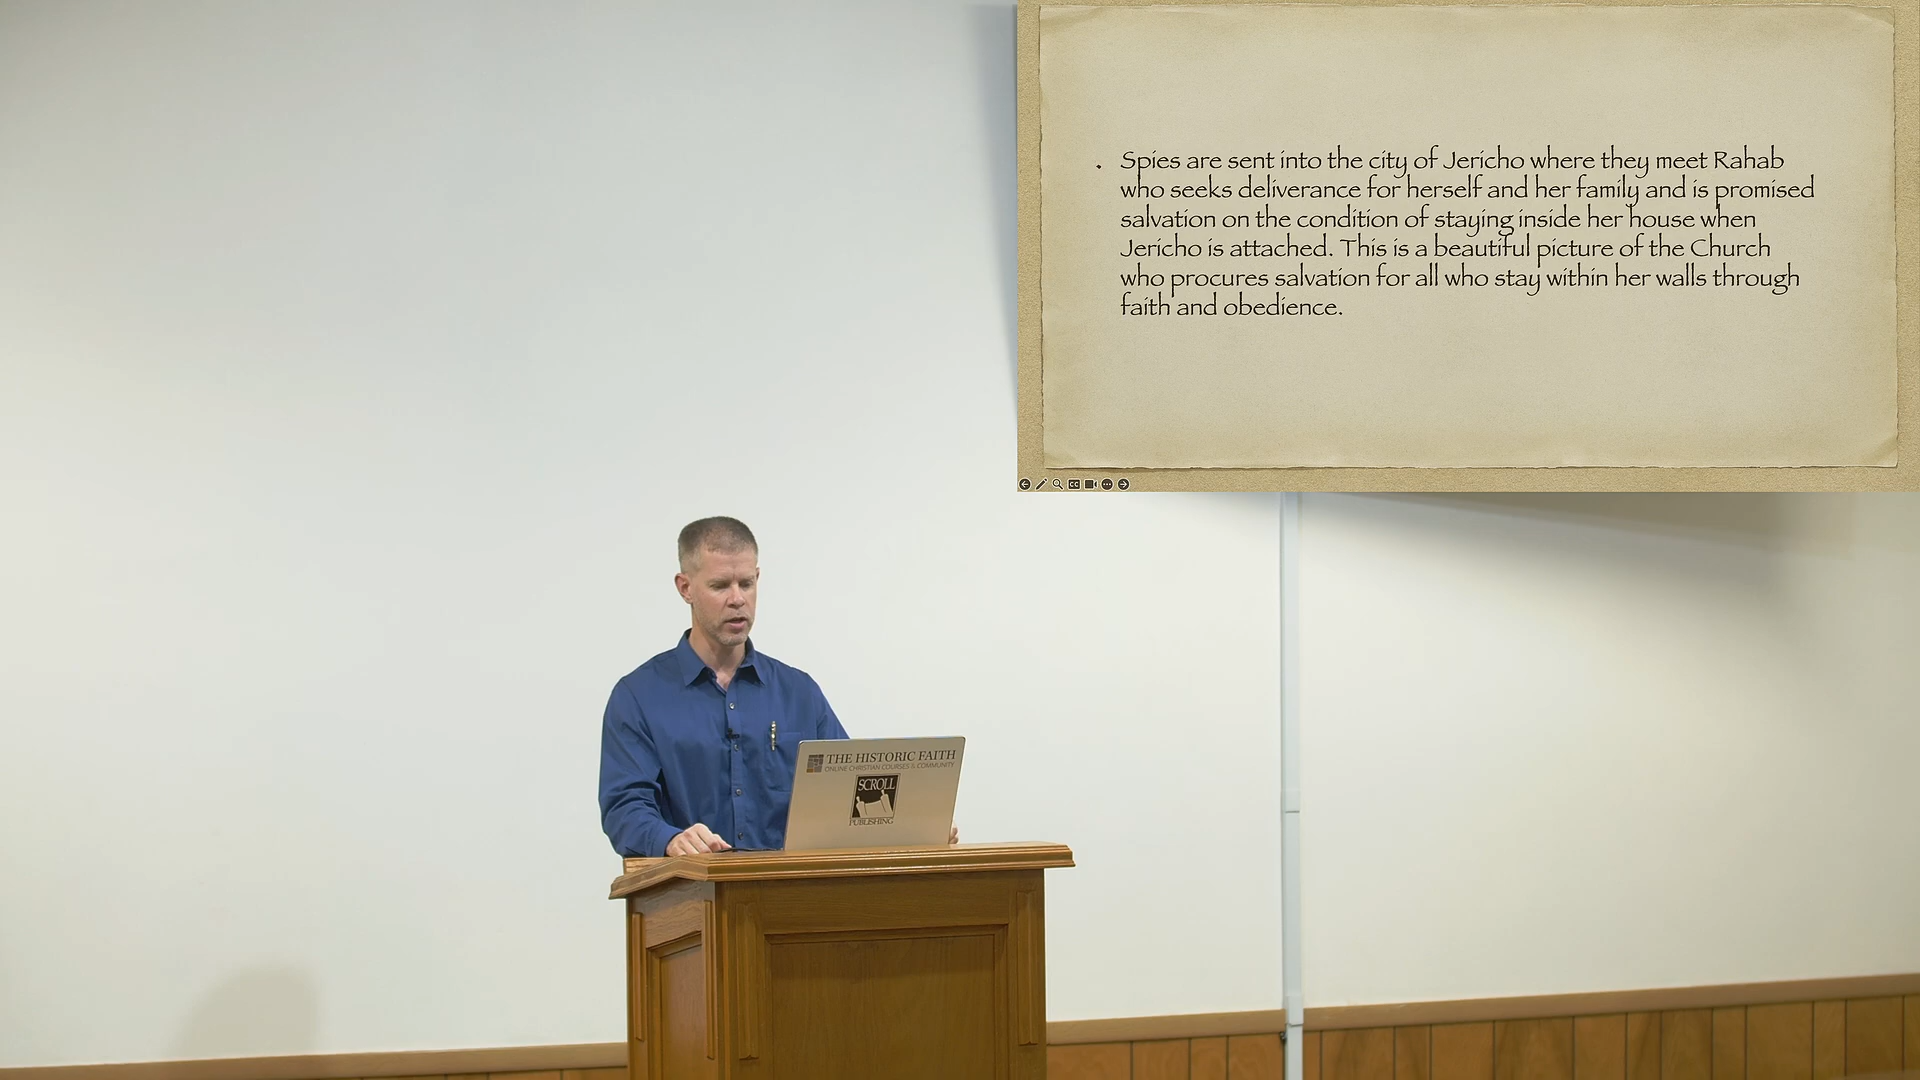 . Spies are sent into the city of Jericho where they meet Rahab
who seeks deliverance for herself and her family and is promised
salvation on the condition of staying inside her house when
Jericho is attached. This is a beautiful picture of the Church
who procures salvation for all who stay within her walls through
faith and obedience.
CC
THE HISTORIC FAITH
ONLINE CHRISTIAN COURSES & COMMUNITY
SCROLL
PUBLISHING